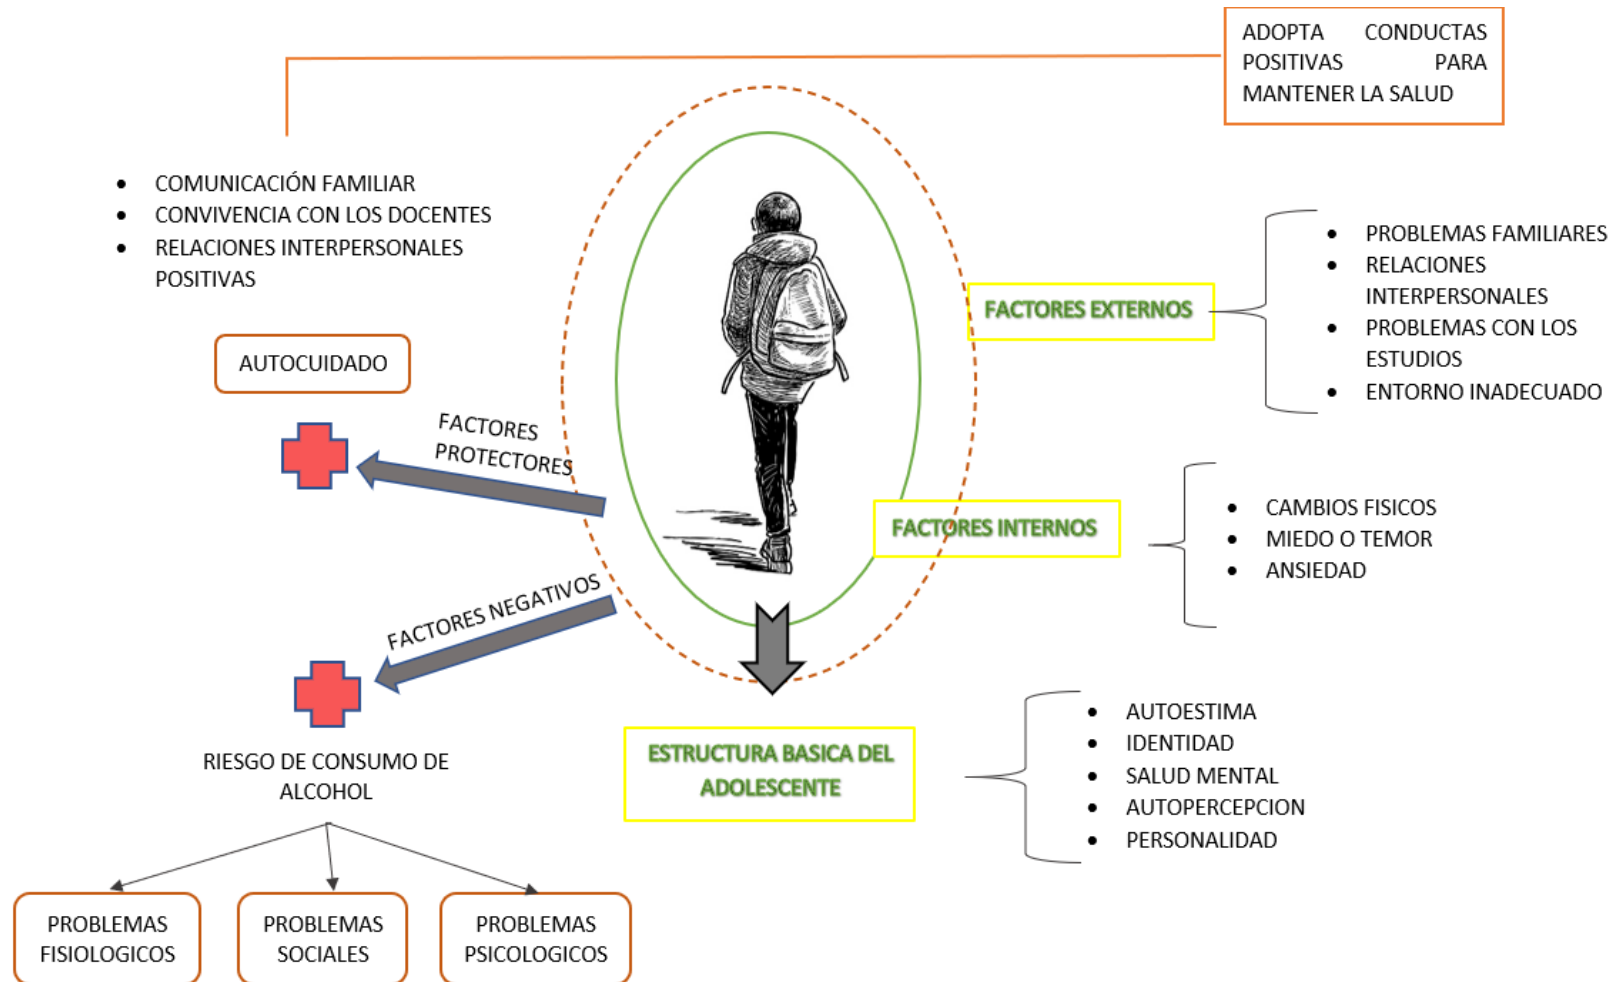 ADOPTA CONDUCTAS
POSITIVAS PARA
MANTENER LA SALUD
• COMUNICACIÓN FAMILIAR
• CONVIVENCIA CON LOS DOCENTES
• RELACIONES INTERPERSONALES
POSITIVAS
AUTOCUIDADO
FACTORES
PROTECTORES
FACTORES NEGATIVOS
RIESGO DE CONSUMO DE
ALCOHOL
PROBLEMAS
FISIOLOGICOS
PROBLEMAS
SOCIALES
PROBLEMAS
PSICOLOGICOS
FACTORES EXTERNOS
• PROBLEMAS FAMILIARES
• RELACIONES
INTERPERSONALES
• PROBLEMAS CON LOS
ESTUDIOS
• ENTORNO INADECUADO
FACTORES INTERNOS
• CAMBIOS FISICOS
• MIEDO O TEMOR
• ANSIEDAD
ESTRUCTURA BASICA DEL
ADOLESCENTE
• AUTOESTIMA
• IDENTIDAD
• SALUD MENTAL
• AUTOPERCEPCION
• PERSONALIDAD